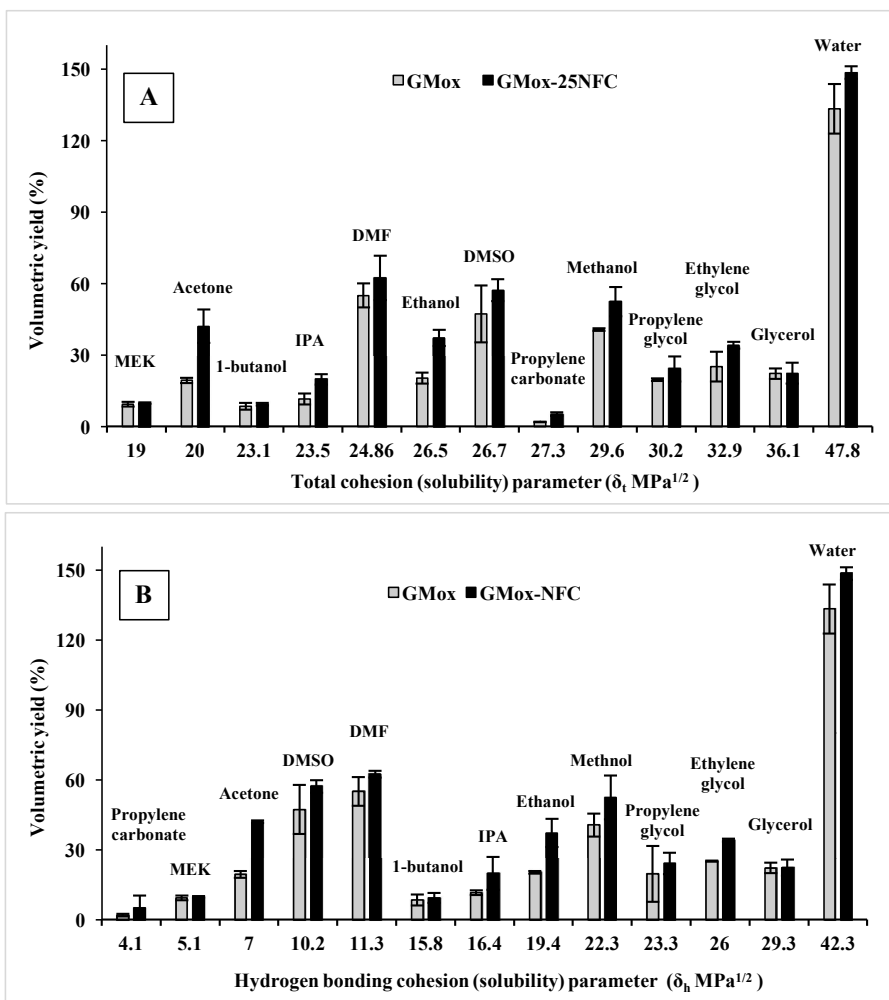 A
GMox GMox-25NFC
Volumetric yield (%)
150
120
90
60
30
0
MEK
Acetone
1-butanol
IPA
DMF
Ethanol
DMSO
Propylene
carbonate
Methanol
Propylene
glycol
Ethylene
glycol
Glycerol
Water
19 20 23.1 23.5 24.86 26.5 26.7 27.3 29.6 30.2 32.9 36.1 47.8
Total cohesion (solubility) parameter (δt MPa1/2 )
B
GMox GMox-NFC
Volumetric yield (%)
150
120
90
60
30
0
Propylene
carbonate
MEK
Acetone
DMSO
DMF
1-butanol
IPA
Ethanol
Methnol
Propylene
glycol
Ethylene
glycol
Glycerol
Water
4.1 5.1 7 10.2 11.3 15.8 16.4 19.4 22.3 23.3 26 29.3 42.3
Hydrogen bonding cohesion (solubility) parameter (δh MPa1/2 )